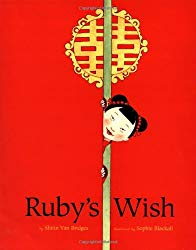 囍
Ruby's Wish
by Shirin Yim Bridges illustrated by Sophie Blackall